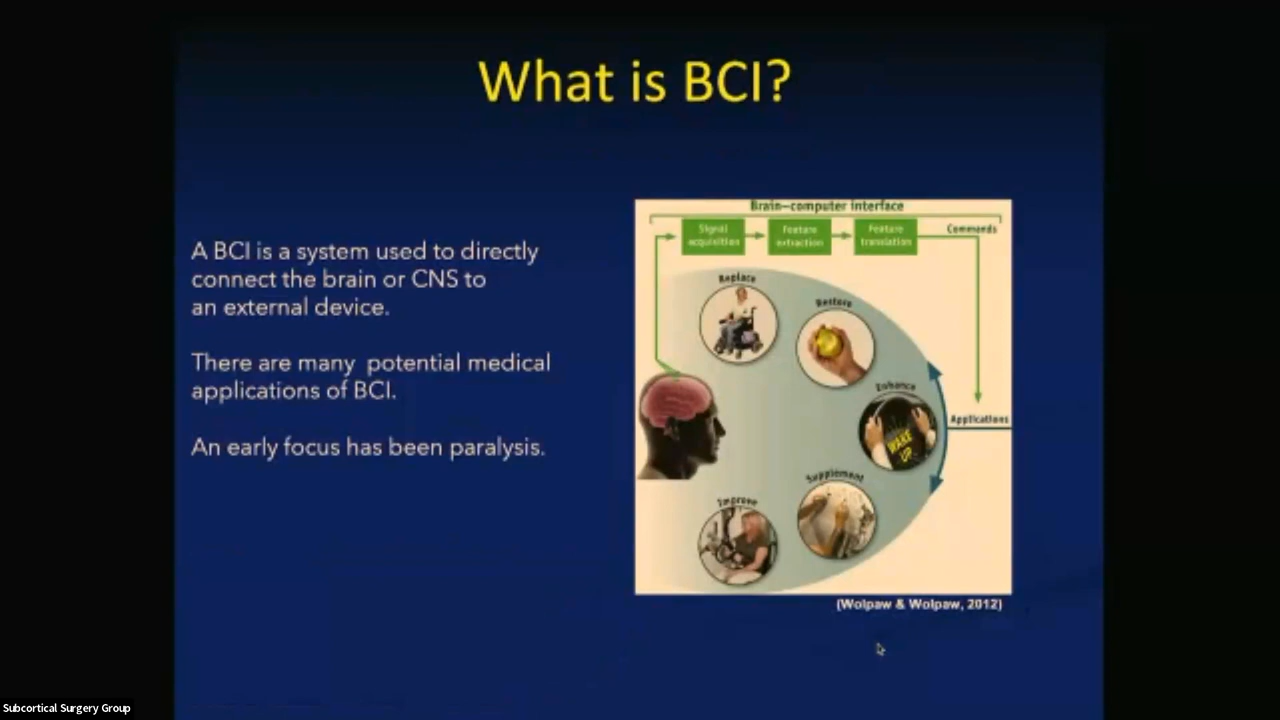 What is BCI?
A BCI is a system used to directly
connect the brain or CNS to
an external device.
There are many potential medical
applications of BCI.
An early focus has been paralysis.
Brain–computer interface
Signal
acquisition
Feature
extraction
Feature
translation
Commands
Replace
Restore
Enhance
WAKE
UP
Applications
Supplement
Improve
(Wolpaw & Wolpaw, 2012)
Subcortical Surgery Group